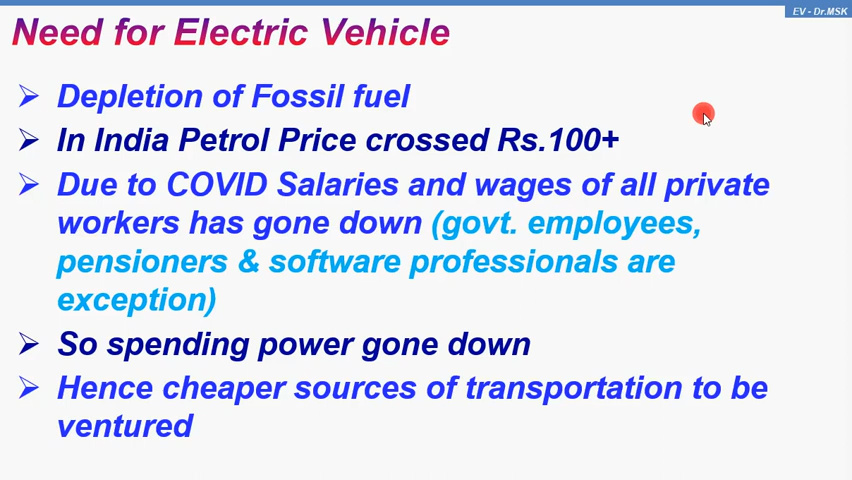 EV - Dr.MSK
Need for Electric Vehicle
Depletion of Fossil fuel
In India Petrol Price crossed Rs.100+
Due to COVID Salaries and wages of all private
workers has gone down (govt. employees,
pensioners & software professionals are
exception)
So spending power gone down
Hence cheaper sources of transportation to be
ventured